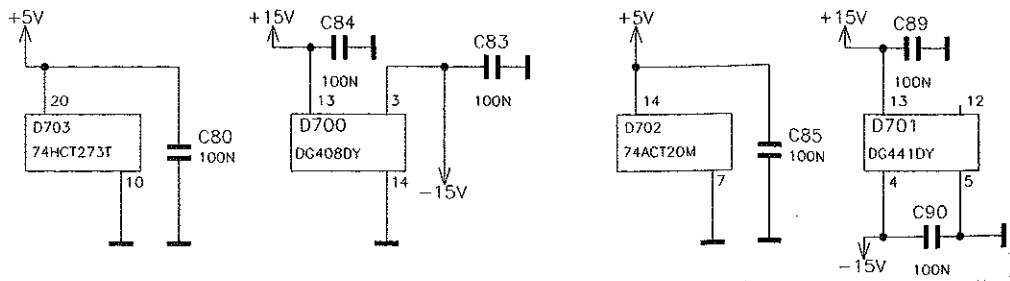 +5V
20
D703
74HCT273T
10
C80
100N
+15V
C84
100N
13
3
D700
DG408DY
14
C83
100N
-15V
+5V
14
D702
74ACT20M
7
C85
100N
+15V
C89
100N
13
12
D701
DG441DY
4
5
C90
100N
-15V